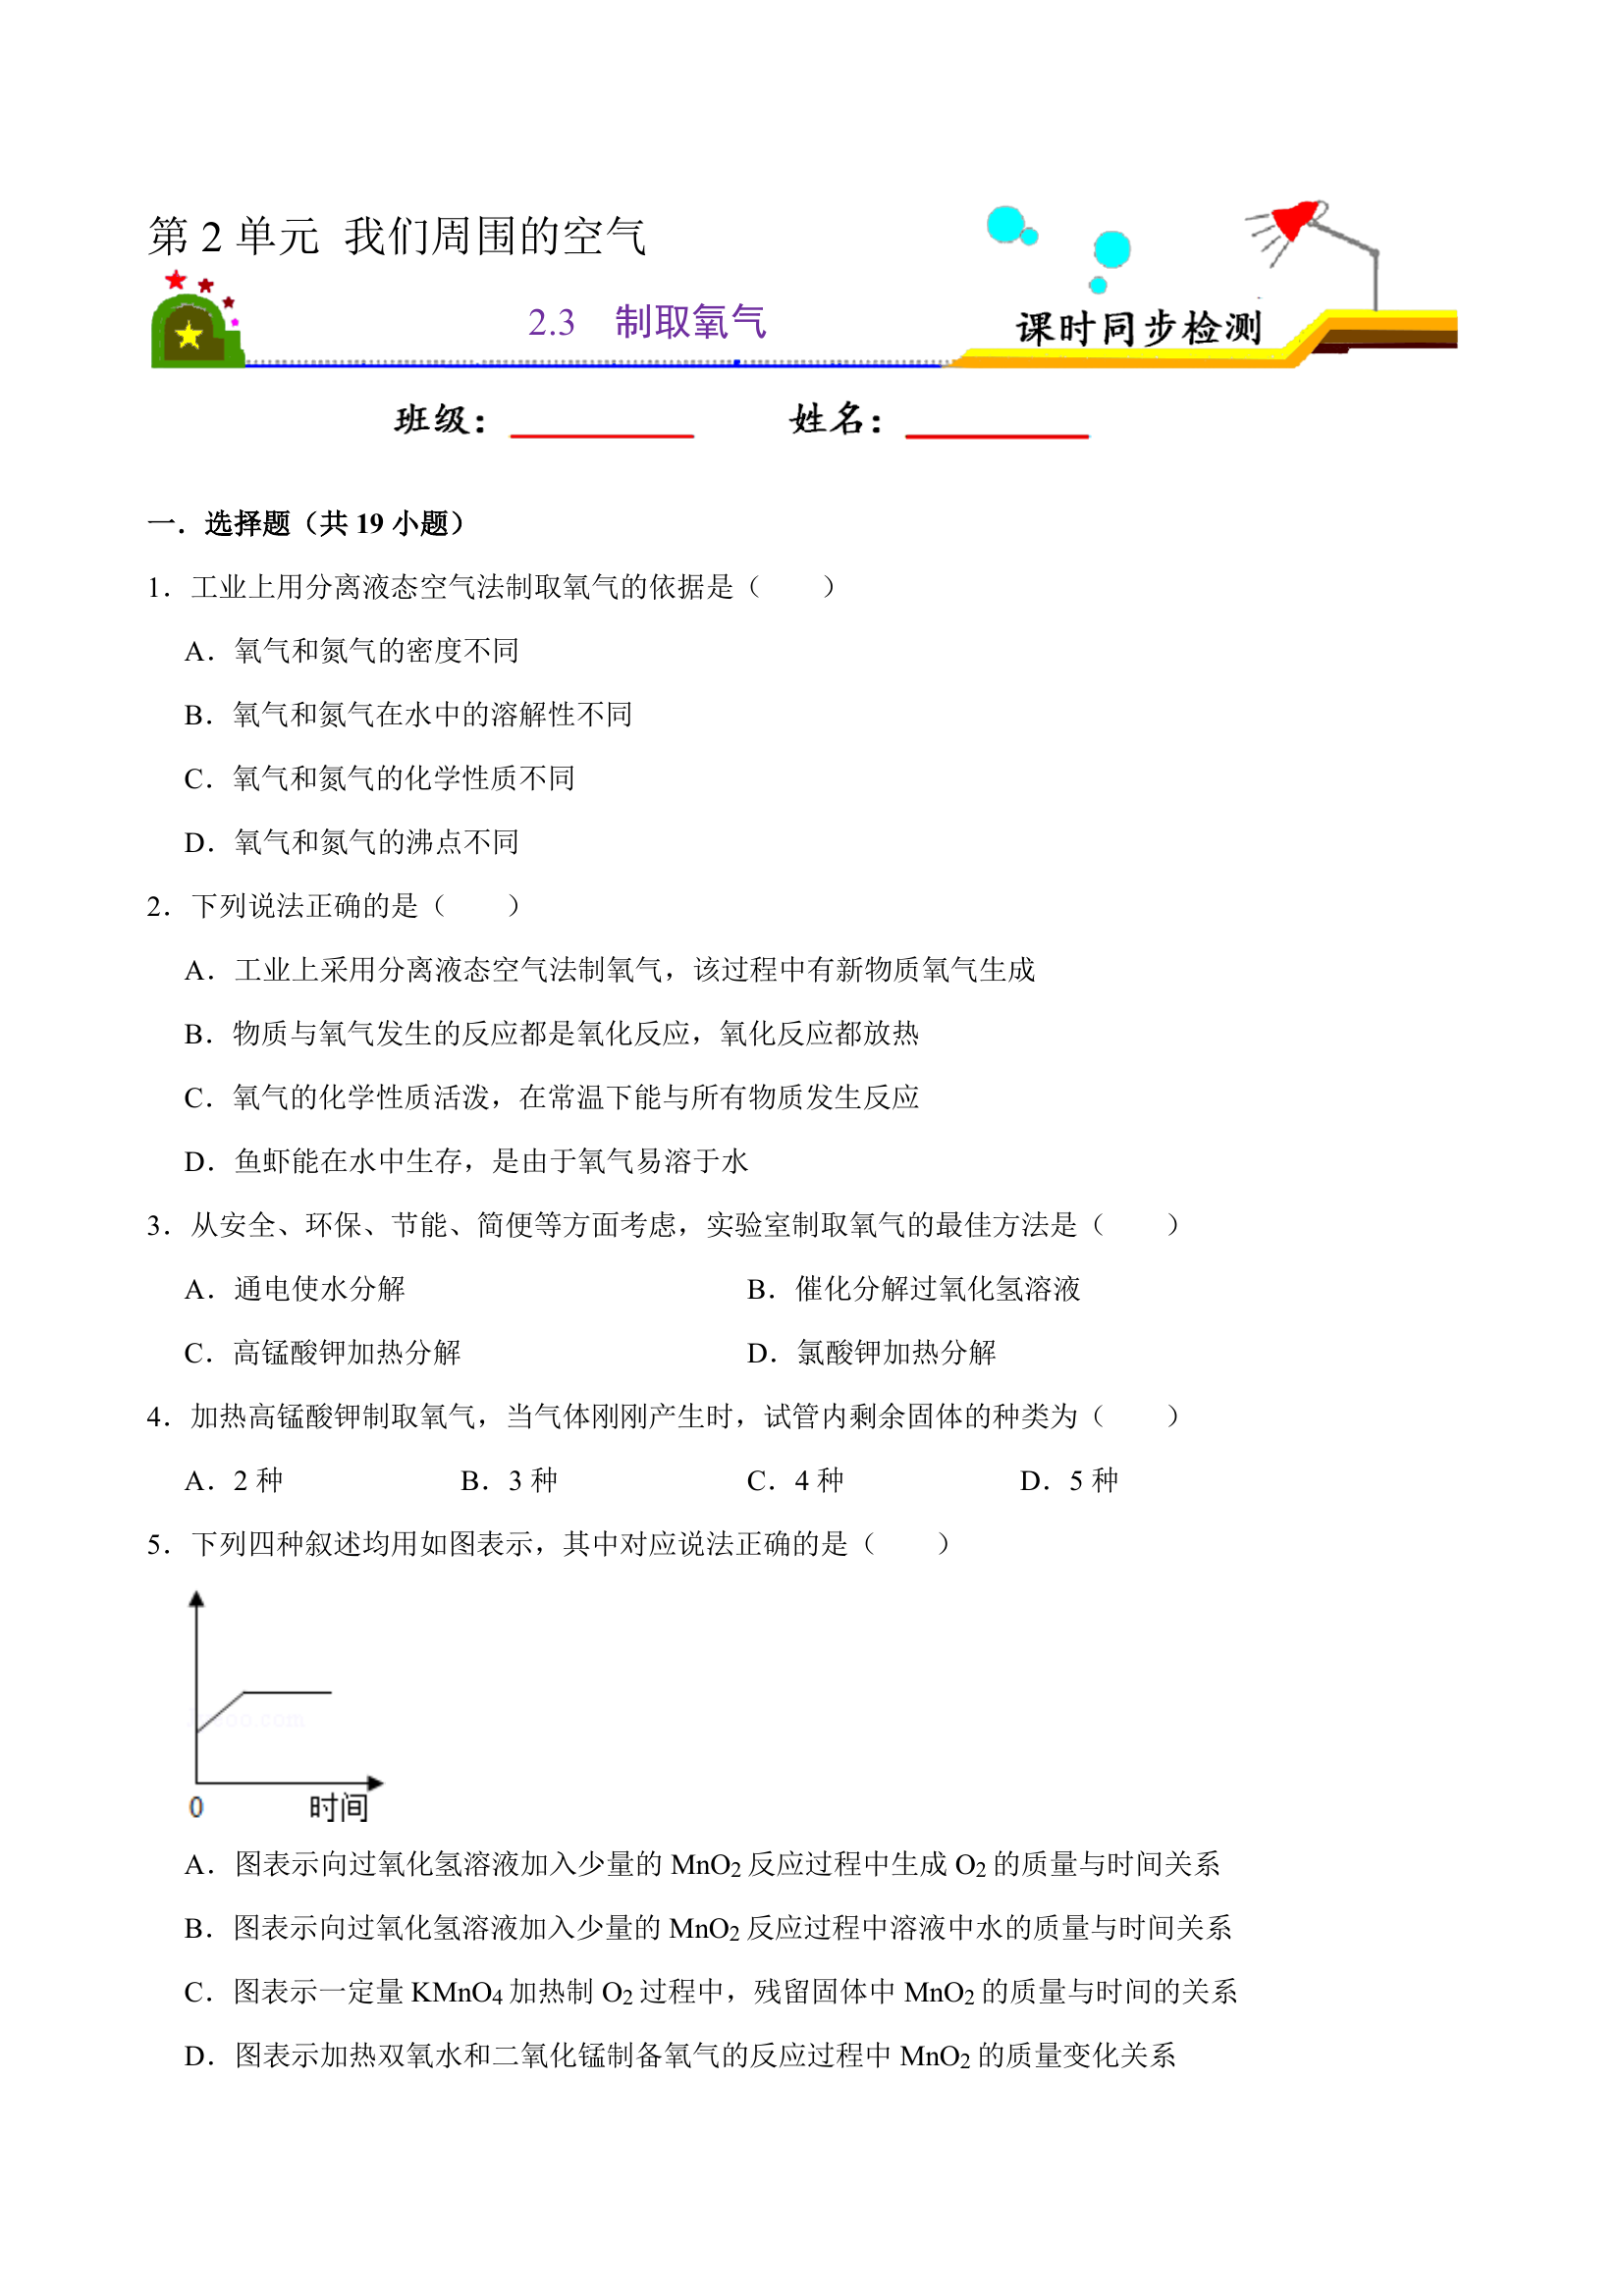 第 2 单元 我们周围的空气
2.3 制取氧气
课时同步检测
班级：
姓名：
一．选择题（共 19 小题）
1．工业上用分离液态空气法制取氧气的依据是（　　）
A．氧气和氮气的密度不同
B．氧气和氮气在水中的溶解性不同
C．氧气和氮气的化学性质不同
D．氧气和氮气的沸点不同
2．下列说法正确的是（　　）
A．工业上采用分离液态空气法制氧气，该过程中有新物质氧气生成
B．物质与氧气发生的反应都是氧化反应，氧化反应都放热
C．氧气的化学性质活泼，在常温下能与所有物质发生反应
D．鱼虾能在水中生存，是由于氧气易溶于水
3．从安全、环保、节能、简便等方面考虑，实验室制取氧气的最佳方法是（　　）
A．通电使水分解 B．催化分解过氧化氢溶液
C．高锰酸钾加热分解 D．氯酸钾加热分解
4．加热高锰酸钾制取氧气，当气体刚刚产生时，试管内剩余固体的种类为（　　）
A．2 种 B．3 种 C．4 种 D．5 种
5．下列四种叙述均用如图表示，其中对应说法正确的是（　　）
0 时间
A．图表示向过氧化氢溶液加入少量的 MnO₂ 反应过程中生成 O₂ 的质量与时间关系
B．图表示向过氧化氢溶液加入少量的 MnO₂ 反应过程中溶液中水的质量与时间关系
C．图表示一定量 KMnO₄ 加热制 O₂ 过程中，残留固体中 MnO₂ 的质量与时间的关系
D．图表示加热双氧水和二氧化锰制备氧气的反应过程中 MnO₂ 的质量变化关系